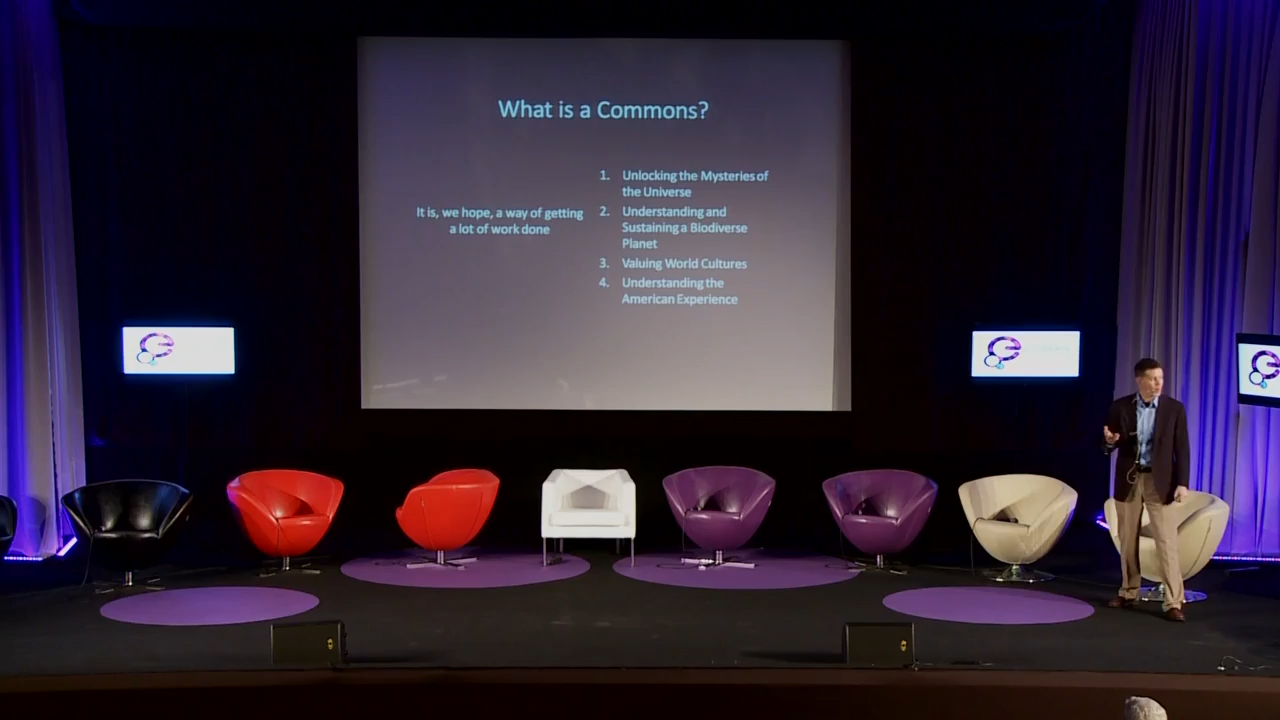 What is a Commons?
It is, we hope, a way of getting
a lot of work done
1. Unlocking the Mysteries of
the Universe
2. Understanding and
Sustaining a Biodiverse
Planet
3. Valuing World Cultures
4. Understanding the
American Experience